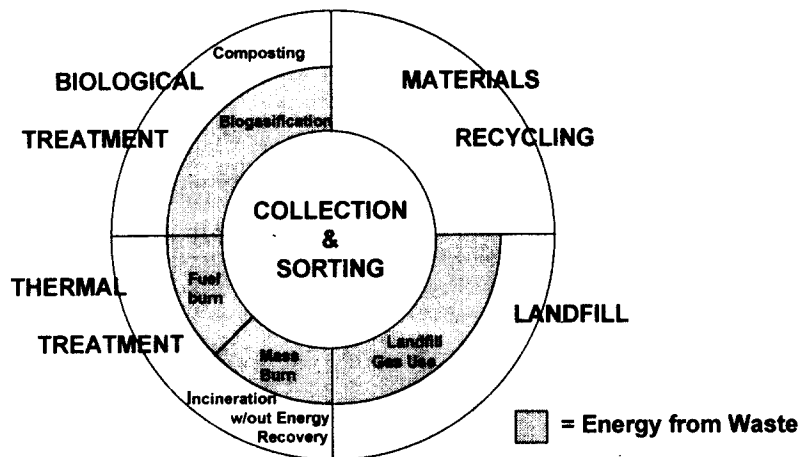 Composting
BIOLOGICAL
TREATMENT
Biogasification
MATERIALS
RECYCLING
COLLECTION
&
SORTING
THERMAL
TREATMENT
Fuel
burn
Mass
Burn
Incineration
w/out Energy
Recovery
Landfill
Gas Use
LANDFILL
= Energy from Waste